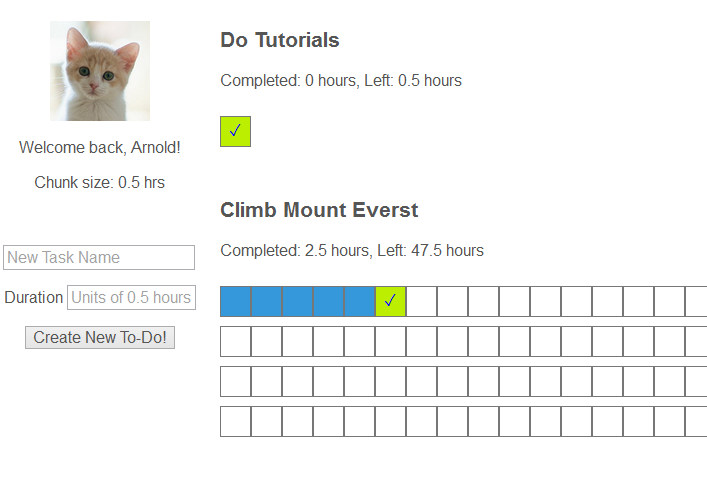 Welcome back, Arnold!
Chunk size: 0.5 hrs
New Task Name
Duration Units of 0.5 hours
Create New To-Do!
Do Tutorials
Completed: 0 hours, Left: 0.5 hours
✓
Climb Mount Everst
Completed: 2.5 hours, Left: 47.5 hours
✓